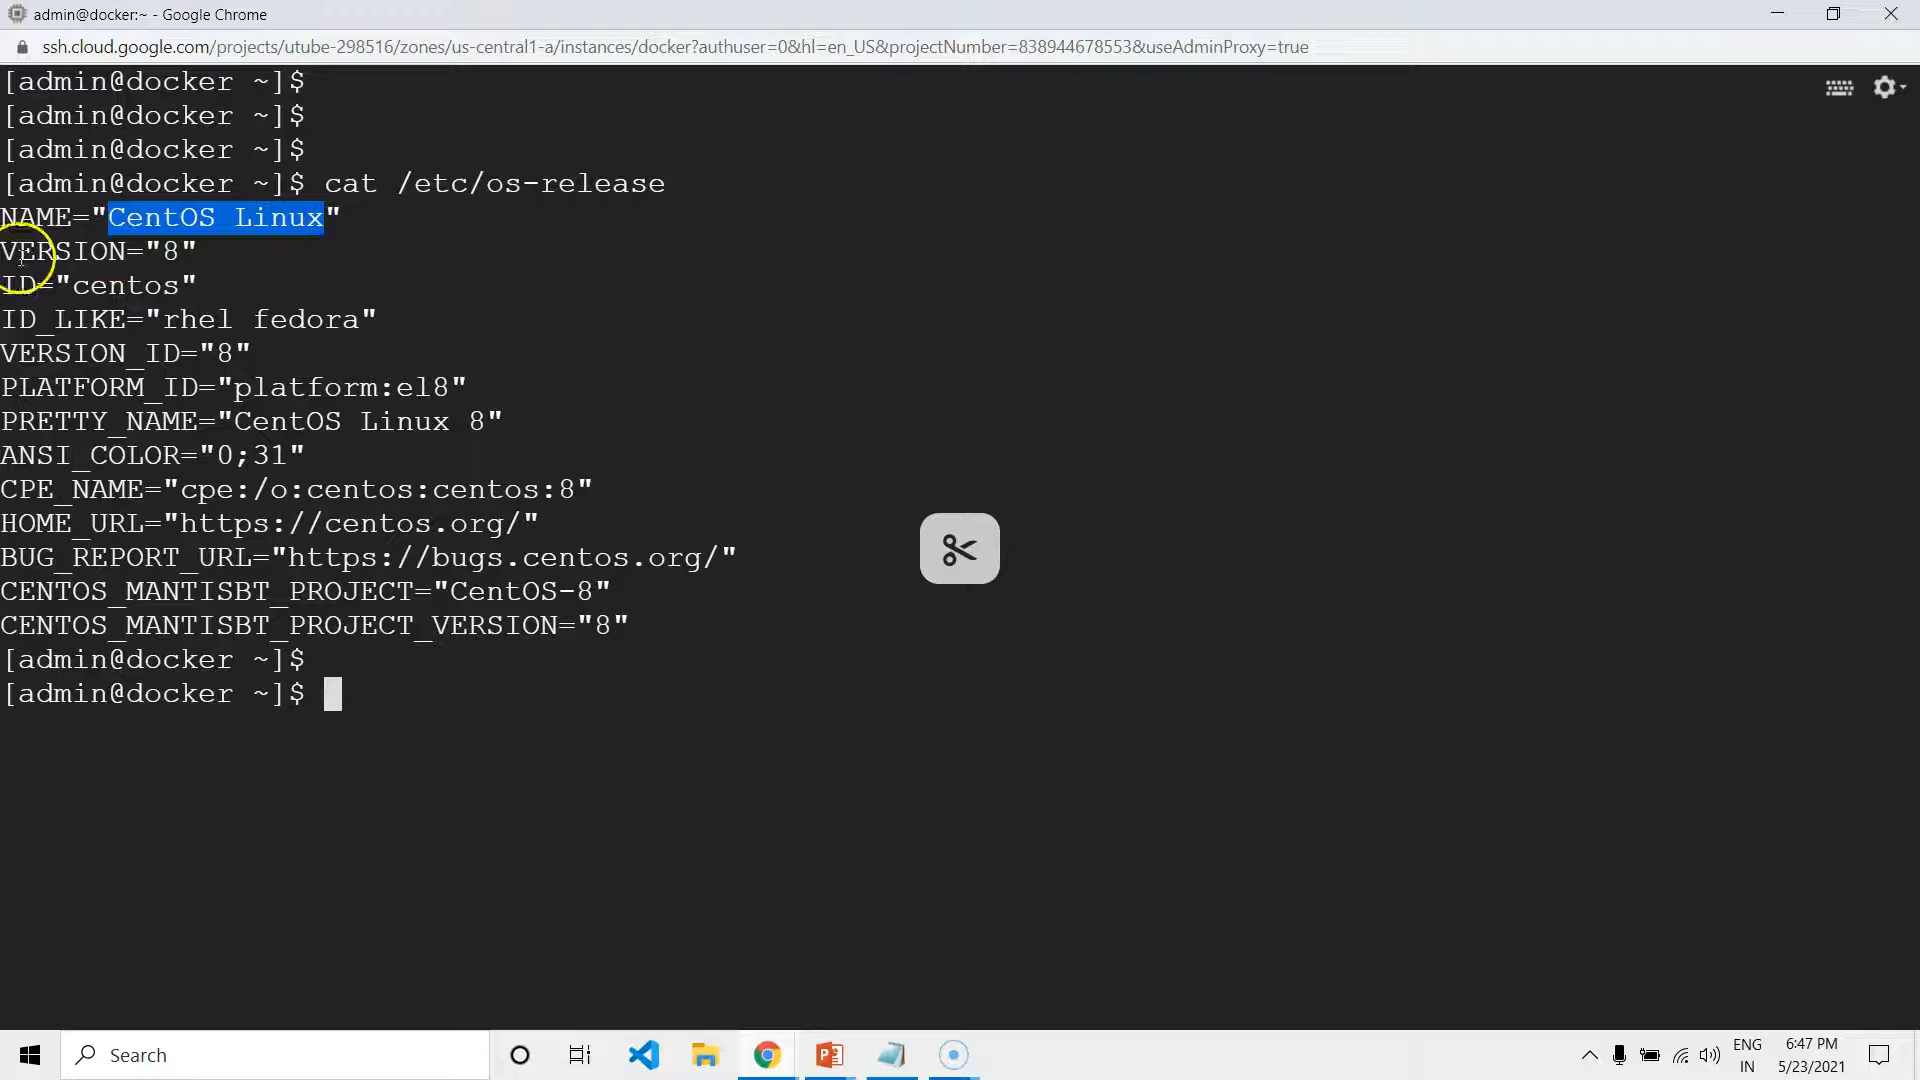 admin@docker:~ - Google Chrome
ssh.cloud.google.com/projects/utube-298516/zones/us-central1-a/instances/docker?authuser=0&hl=en_US&projectNumber=838944678553&useAdminProxy=true
[admin@docker ~]$
[admin@docker ~]$
[admin@docker ~]$
[admin@docker ~]$ cat /etc/os-release
NAME="CentOS Linux"
VERSION="8"
ID="centos"
ID_LIKE="rhel fedora"
VERSION_ID="8"
PLATFORM_ID="platform:el8"
PRETTY_NAME="CentOS Linux 8"
ANSI_COLOR="0;31"
CPE_NAME="cpe:/o:centos:centos:8"
HOME_URL="https://centos.org/"
BUG_REPORT_URL="https://bugs.centos.org/"
CENTOS_MANTISBT_PROJECT="CentOS-8"
CENTOS_MANTISBT_PROJECT_VERSION="8"
[admin@docker ~]$
[admin@docker ~]$
Search
ENG
IN
6:47 PM
5/23/2021